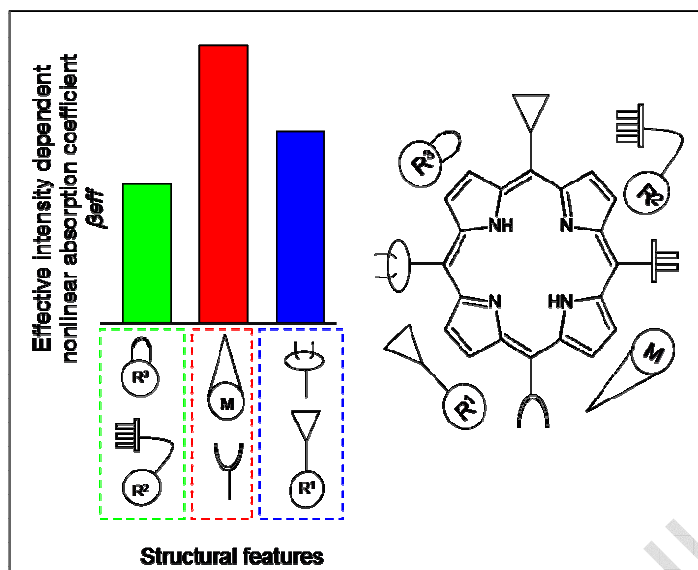 Effective intensity dependent
nonlinear absorption coefficient
βeff
R³
M
R²
R¹
Structural features
R³
R²
NH
N
N
HN
M
R¹